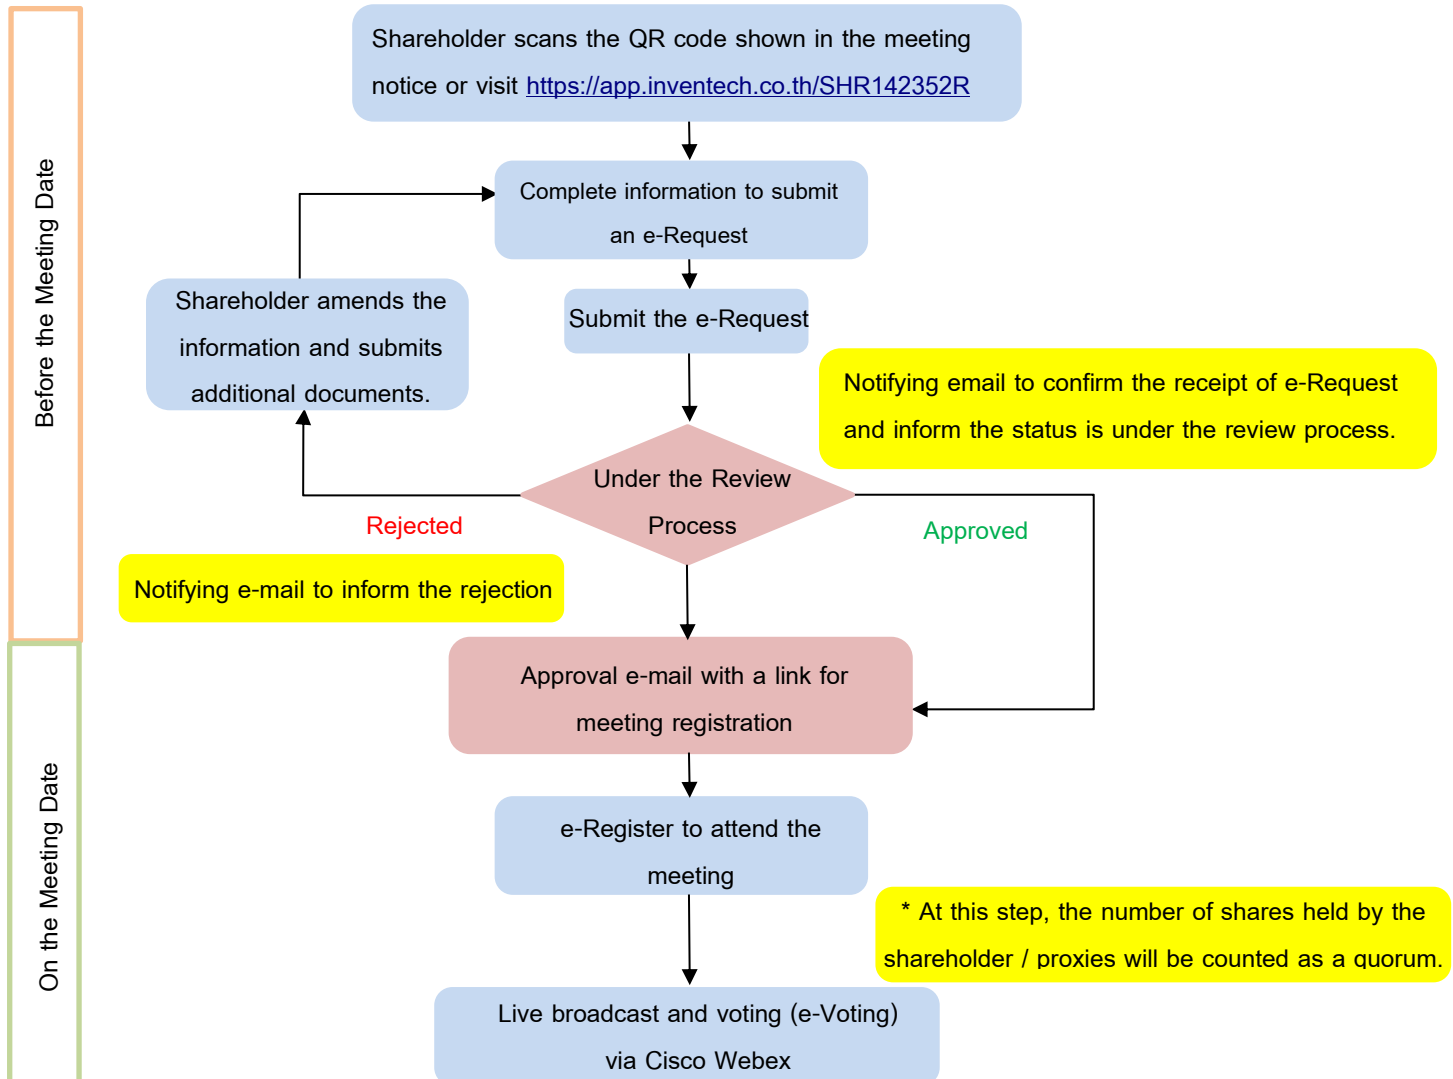 Before the Meeting Date
Shareholder scans the QR code shown in the meeting
notice or visit https://app.inventech.co.th/SHR142352R
Complete information to submit
an e-Request
Shareholder amends the
information and submits
additional documents.
Submit the e-Request
Notifying email to confirm the receipt of e-Request
and inform the status is under the review process.
Under the Review
Process
Rejected
Approved
Notifying e-mail to inform the rejection
On the Meeting Date
Approval e-mail with a link for
meeting registration
e-Register to attend the
meeting
* At this step, the number of shares held by the
shareholder / proxies will be counted as a quorum.
Live broadcast and voting (e-Voting)
via Cisco Webex